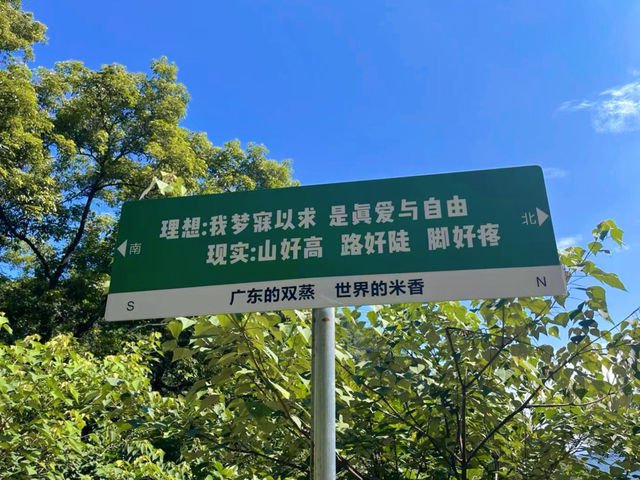 理想:我梦寐以求 是真爱与自由
南
北
现实:山好高 路好陡 脚好疼
S
广东的双蒸 世界的米香
N